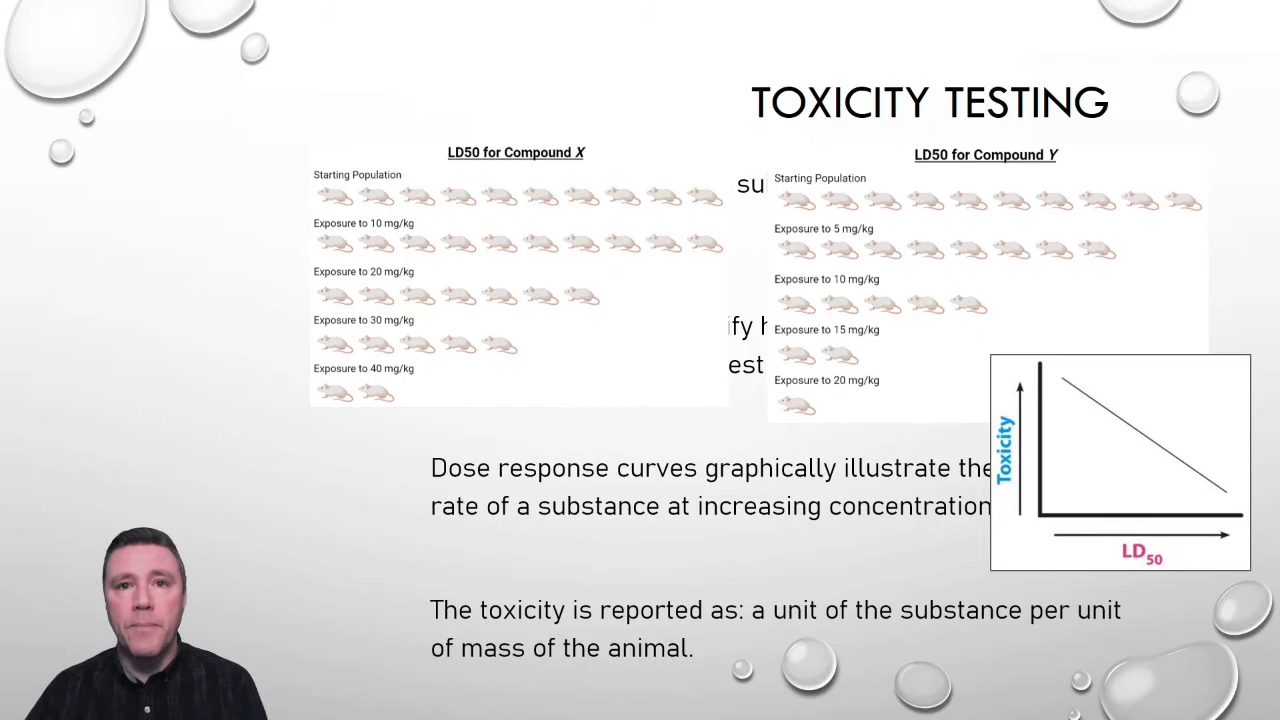 TOXICITY TESTING
LD50 for Compound X
Starting Population
Exposure to 10 mg/kg
Exposure to 20 mg/kg
Exposure to 30 mg/kg
Exposure to 40 mg/kg
LD50 for Compound Y
Starting Population
Exposure to 5 mg/kg
Exposure to 10 mg/kg
Exposure to 15 mg/kg
Exposure to 20 mg/kg
Toxicity
LD50
Dose response curves graphically illustrate the
rate of a substance at increasing concentration
The toxicity is reported as: a unit of the substance per unit
of mass of the animal.